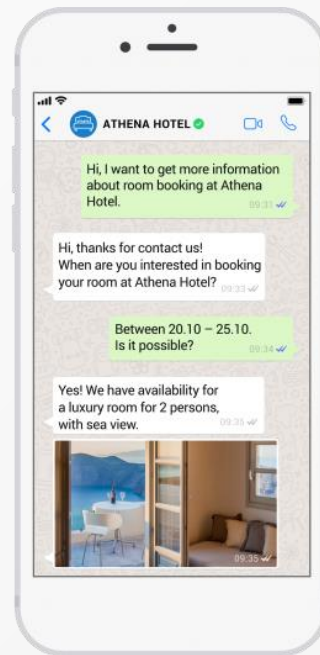 ATHENA HOTEL
Hi, I want to get more information
about room booking at Athena
Hotel.
09:31
Hi, thanks for contact us!
When are you interested in booking
your room at Athena Hotel?
09:33
Between 20.10 – 25.10.
Is it possible?
09:34
Yes! We have availability for
a luxury room for 2 persons,
with sea view.
09:35
09:35